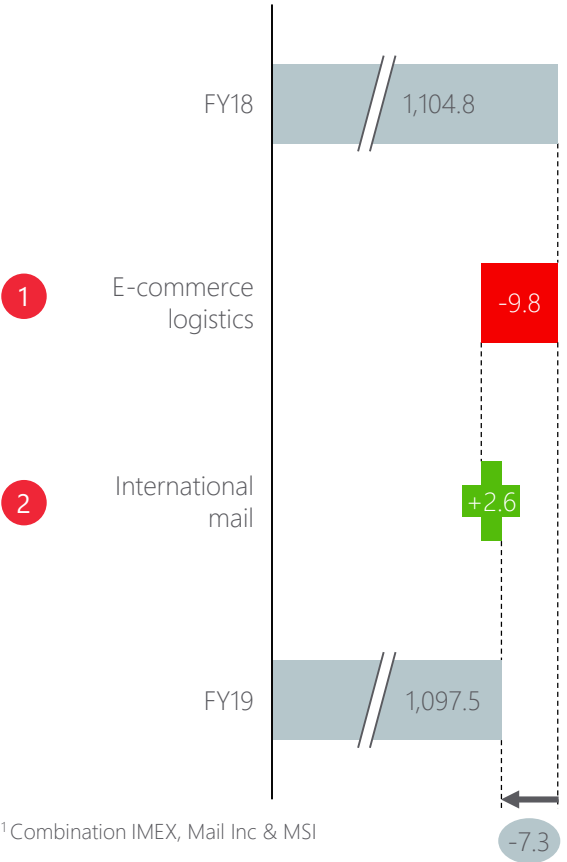 FY18
1,104.8
1
E-commerce
logistics
-9.8
2
International
mail
+2.6
FY19
1,097.5
¹ Combination IMEX, Mail Inc & MSI
-7.3